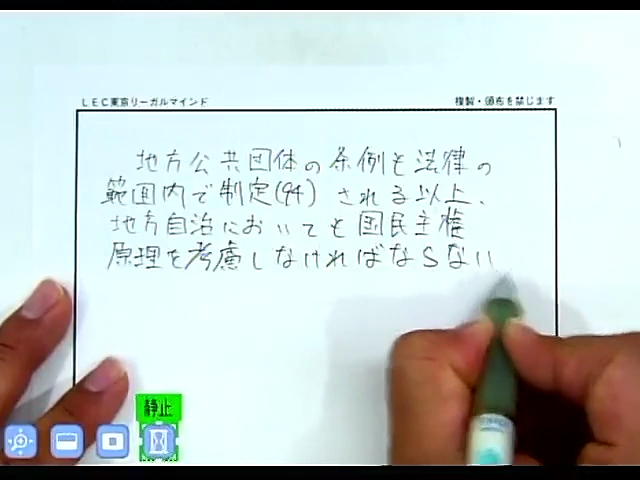 LEC東京リーガルマインド
複製・頒布を禁じます
地方公共団体の条例も法律の
範囲内で制定(94)される以上、
地方自治においても国民主権
原理を考慮しなければならない
静止